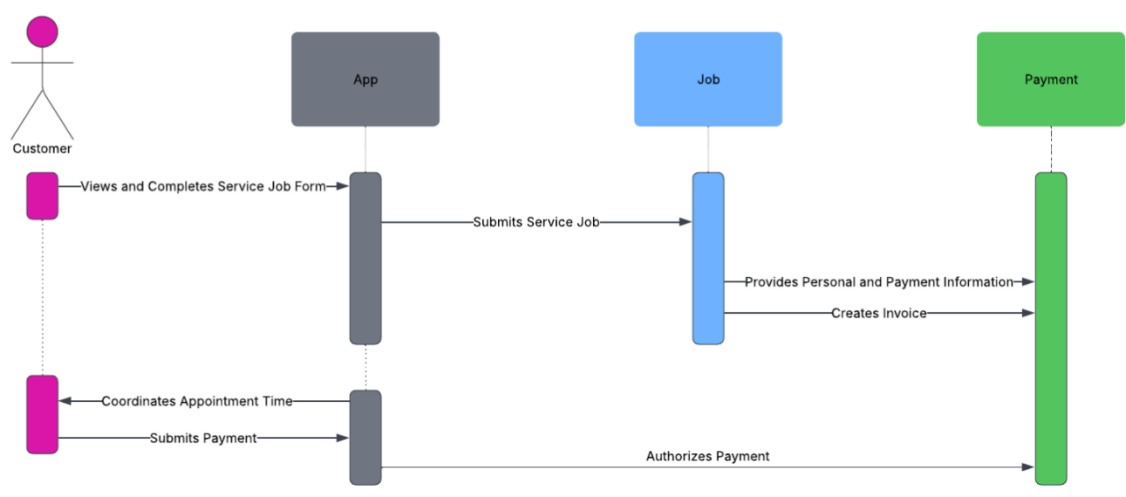 App
Job
Payment
Customer
Views and Completes Service Job Form
Submits Service Job
Provides Personal and Payment Information
Creates Invoice
Coordinates Appointment Time
Submits Payment
Authorizes Payment